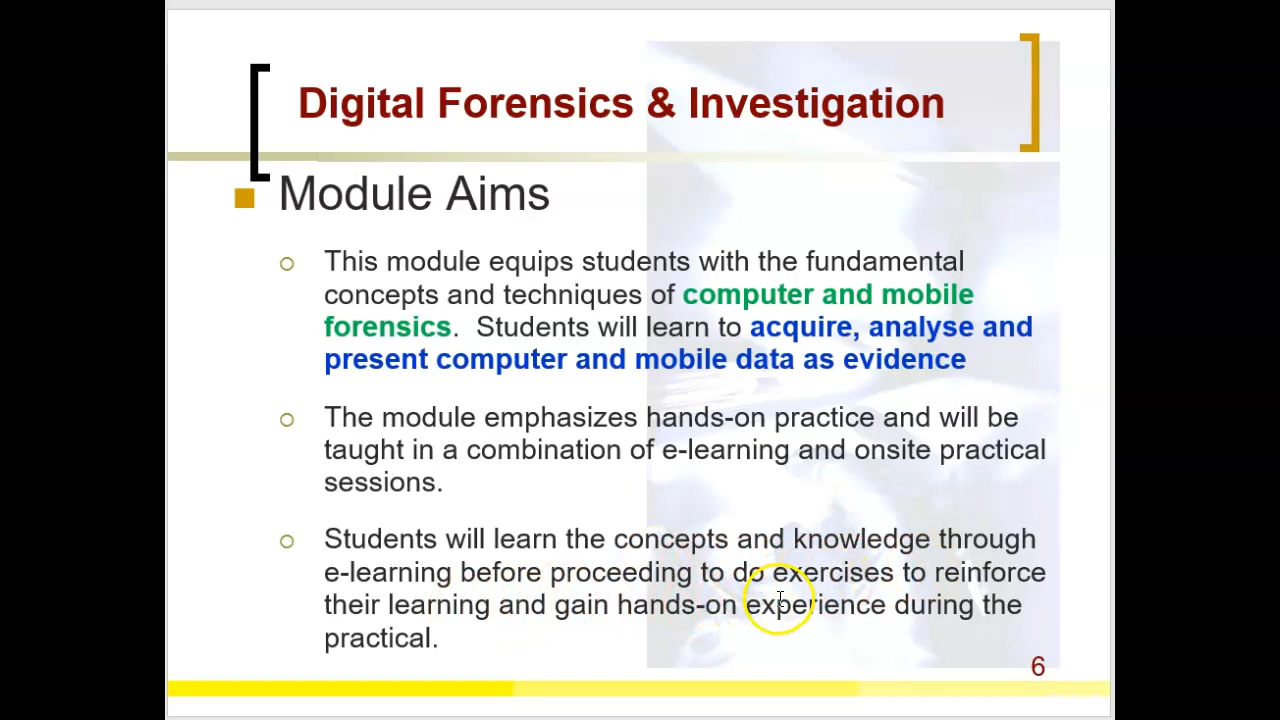 Digital Forensics & Investigation
Module Aims
This module equips students with the fundamental
concepts and techniques of computer and mobile
forensics. Students will learn to acquire, analyse and
present computer and mobile data as evidence
The module emphasizes hands-on practice and will be
taught in a combination of e-learning and onsite practical
sessions.
Students will learn the concepts and knowledge through
e-learning before proceeding to do exercises to reinforce
their learning and gain hands-on experience during the
practical.
6